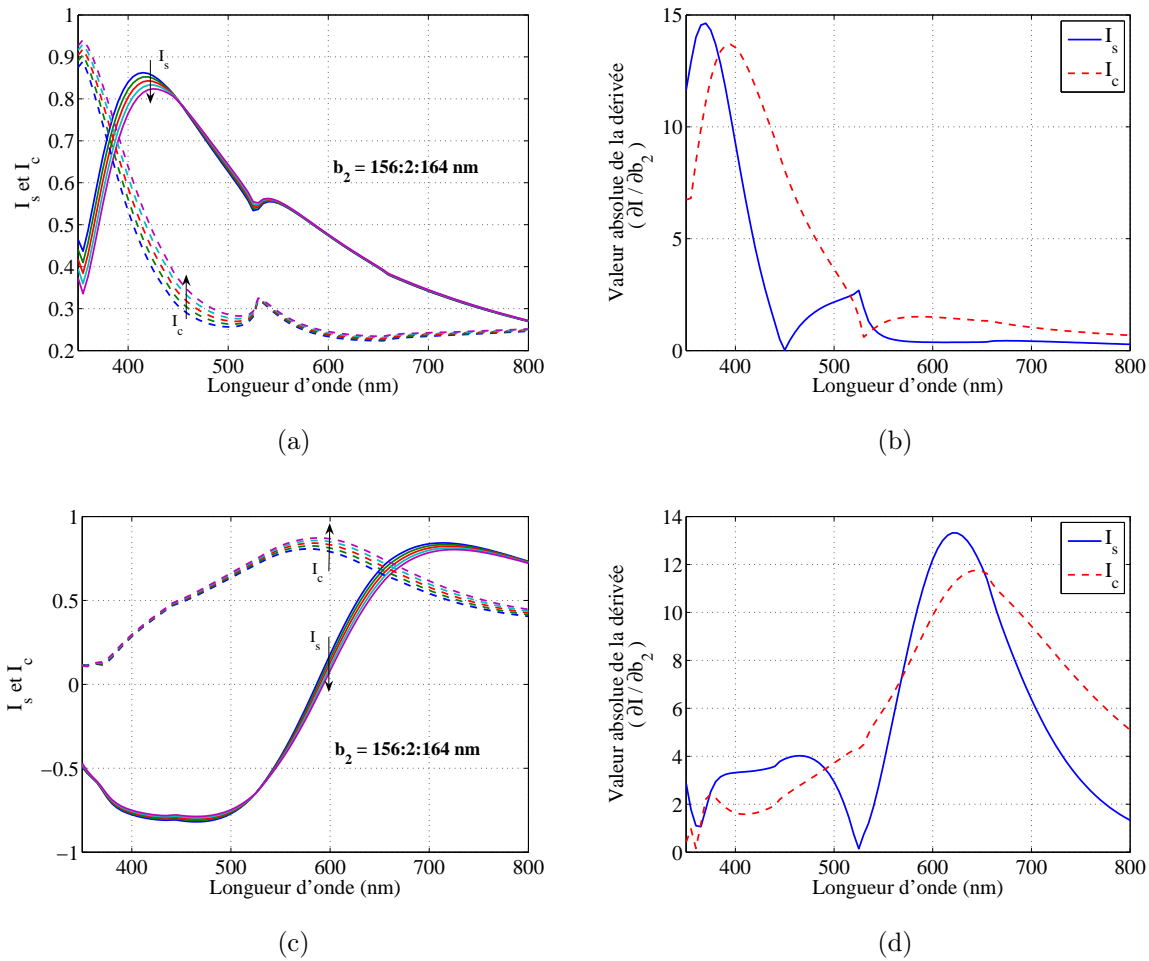 1
0.9
0.8
0.7
0.6
0.5
0.4
0.3
0.2
I_s et I_c
I_s
I_c
b_2 = 156:2:164 nm
400 500 600 700 800
Longueur d'onde (nm)
(a)
15
10
5
0
Valeur absolue de la dérivée
( ∂I / ∂b_2 )
I_s
I_c
400 500 600 700 800
Longueur d'onde (nm)
(b)
1
0.5
0
−0.5
−1
I_s et I_c
I_c
I_s
b_2 = 156:2:164 nm
400 500 600 700 800
Longueur d'onde (nm)
(c)
14
12
10
8
6
4
2
0
Valeur absolue de la dérivée
( ∂I / ∂b_2 )
I_s
I_c
400 500 600 700 800
Longueur d'onde (nm)
(d)